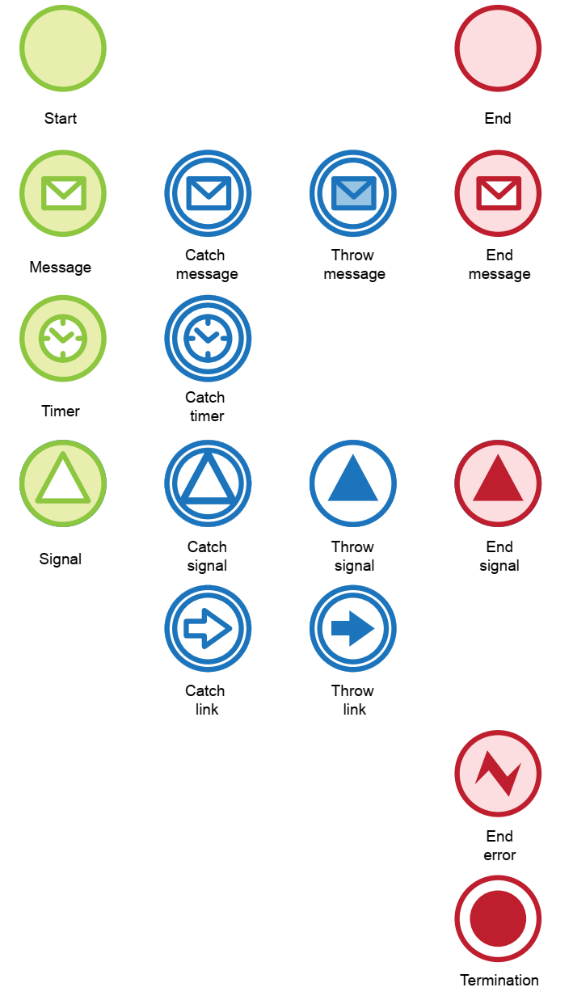 Start
End
Message
Catch
message
Throw
message
End
message
Timer
Catch
timer
Signal
Catch
signal
Throw
signal
End
signal
Catch
link
Throw
link
End
error
Termination